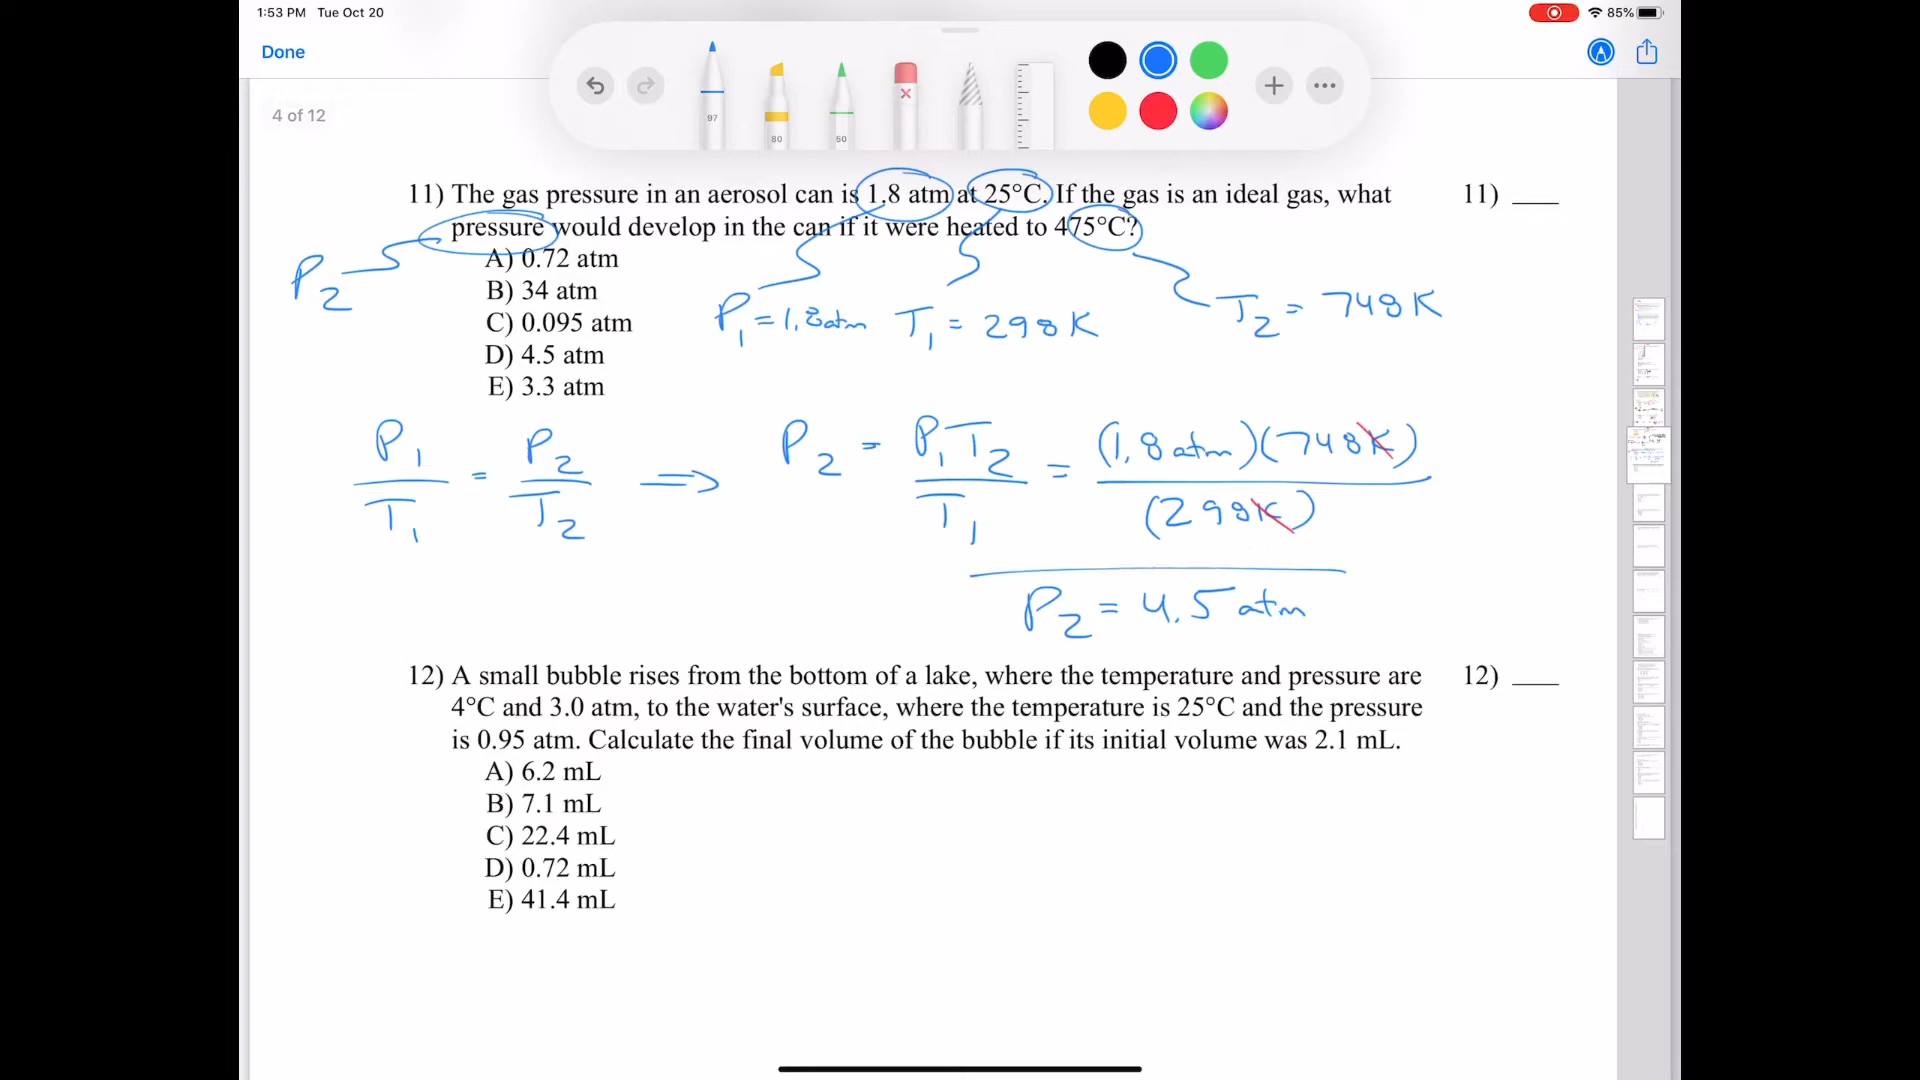 1:53 PM Tue Oct 20
85%
Done
97
80
50
4 of 12
11) The gas pressure in an aerosol can is 1.8 atm at 25°C. If the gas is an ideal gas, what
11) ____
pressure would develop in the can if it were heated to 475°C?
A) 0.72 atm
B) 34 atm
C) 0.095 atm
D) 4.5 atm
E) 3.3 atm
P2
P1 = 1.8 atm T1 = 298 K
T2 = 748 K
P1/T1 = P2/T2 ⇒ P2 = P1T2/T1 = (1.8 atm)(748K)/(298K)
P2 = 4.5 atm
12) A small bubble rises from the bottom of a lake, where the temperature and pressure are
12) ____
4°C and 3.0 atm, to the water's surface, where the temperature is 25°C and the pressure
is 0.95 atm. Calculate the final volume of the bubble if its initial volume was 2.1 mL.
A) 6.2 mL
B) 7.1 mL
C) 22.4 mL
D) 0.72 mL
E) 41.4 mL